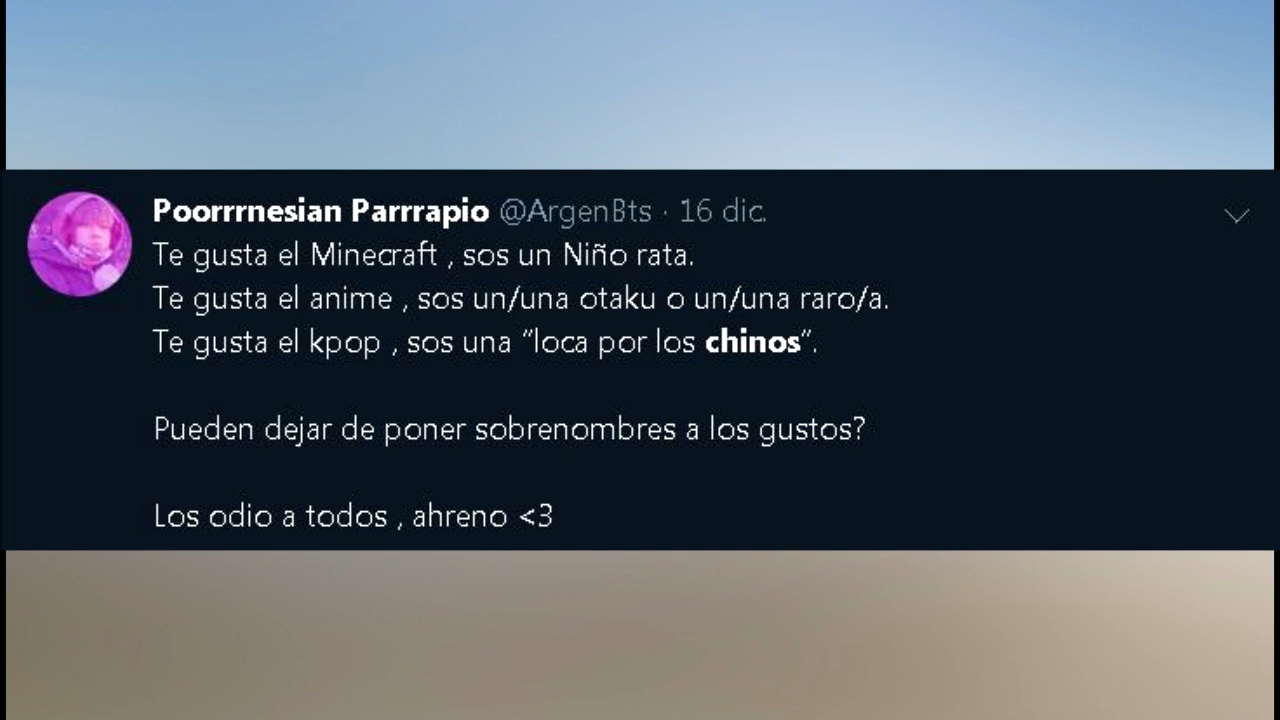 Poorrrnesian Parrrapio @ArgenBts · 16 dic.
Te gusta el Minecraft , sos un Niño rata.
Te gusta el anime , sos un/una otaku o un/una raro/a.
Te gusta el kpop , sos una “loca por los chinos”.
Pueden dejar de poner sobrenombres a los gustos?
Los odio a todos , ahreno <3